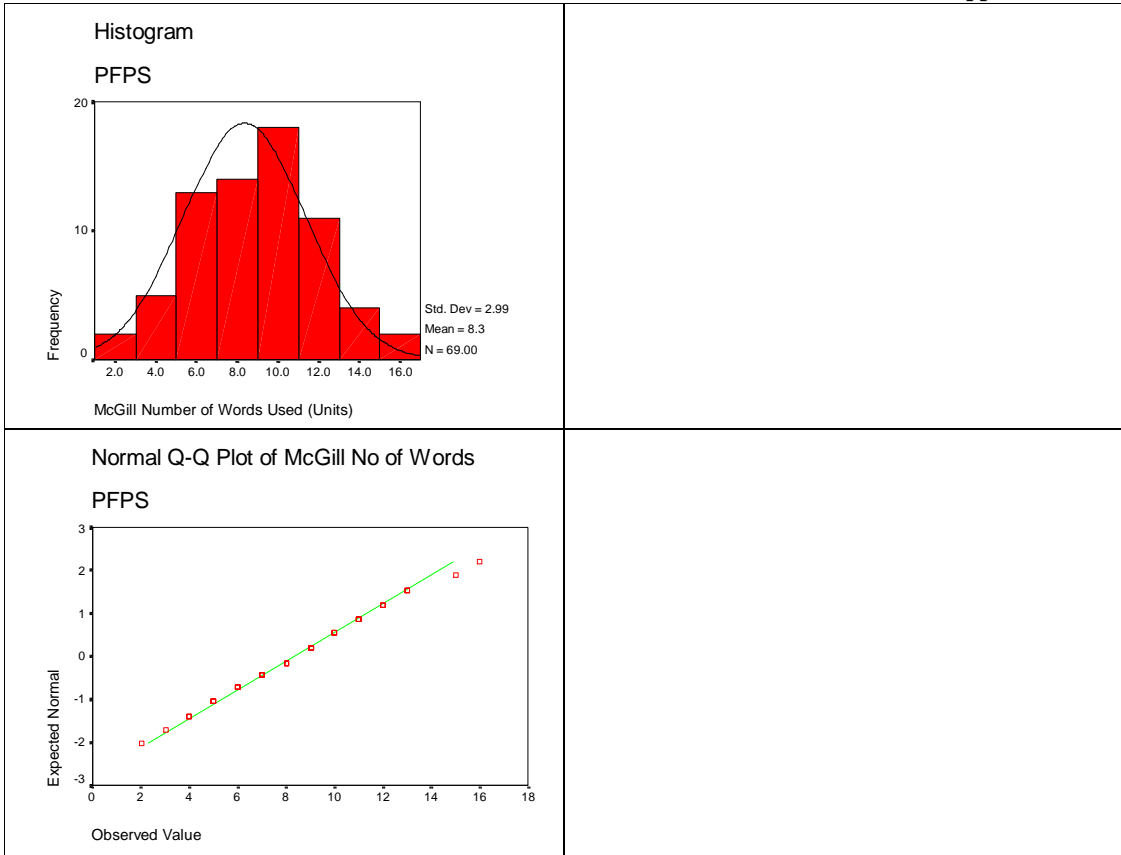 Histogram
PFPS
20
10
0
Frequency
2.0 4.0 6.0 8.0 10.0 12.0 14.0 16.0
Std. Dev = 2.99
Mean = 8.3
N = 69.00
McGill Number of Words Used (Units)
Normal Q-Q Plot of McGill No of Words
PFPS
3
2
1
0
-1
-2
-3
Expected Normal
0 2 4 6 8 10 12 14 16 18
Observed Value